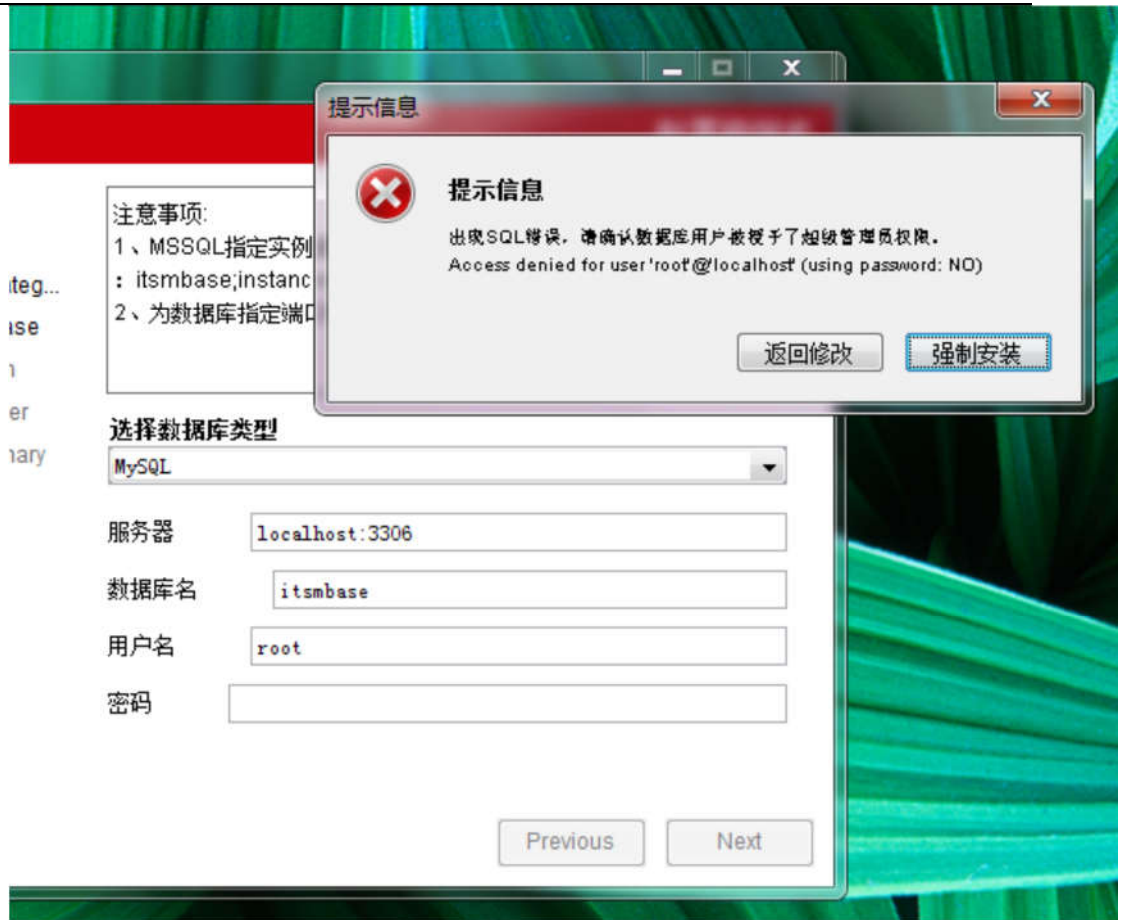 提示信息
提示信息
出现SQL错误，请确认数据库用户被授予了超级管理员权限。
Access denied for user 'root'@'localhost' (using password: NO)
返回修改
强制安装
注意事项:
1、MSSQL指定实例
: itsmbase;instanc
2、为数据库指定端口
iteg...
ase
er
nary
选择数据库类型
MySQL
服务器
localhost:3306
数据库名
itsmbase
用户名
root
密码
Previous
Next